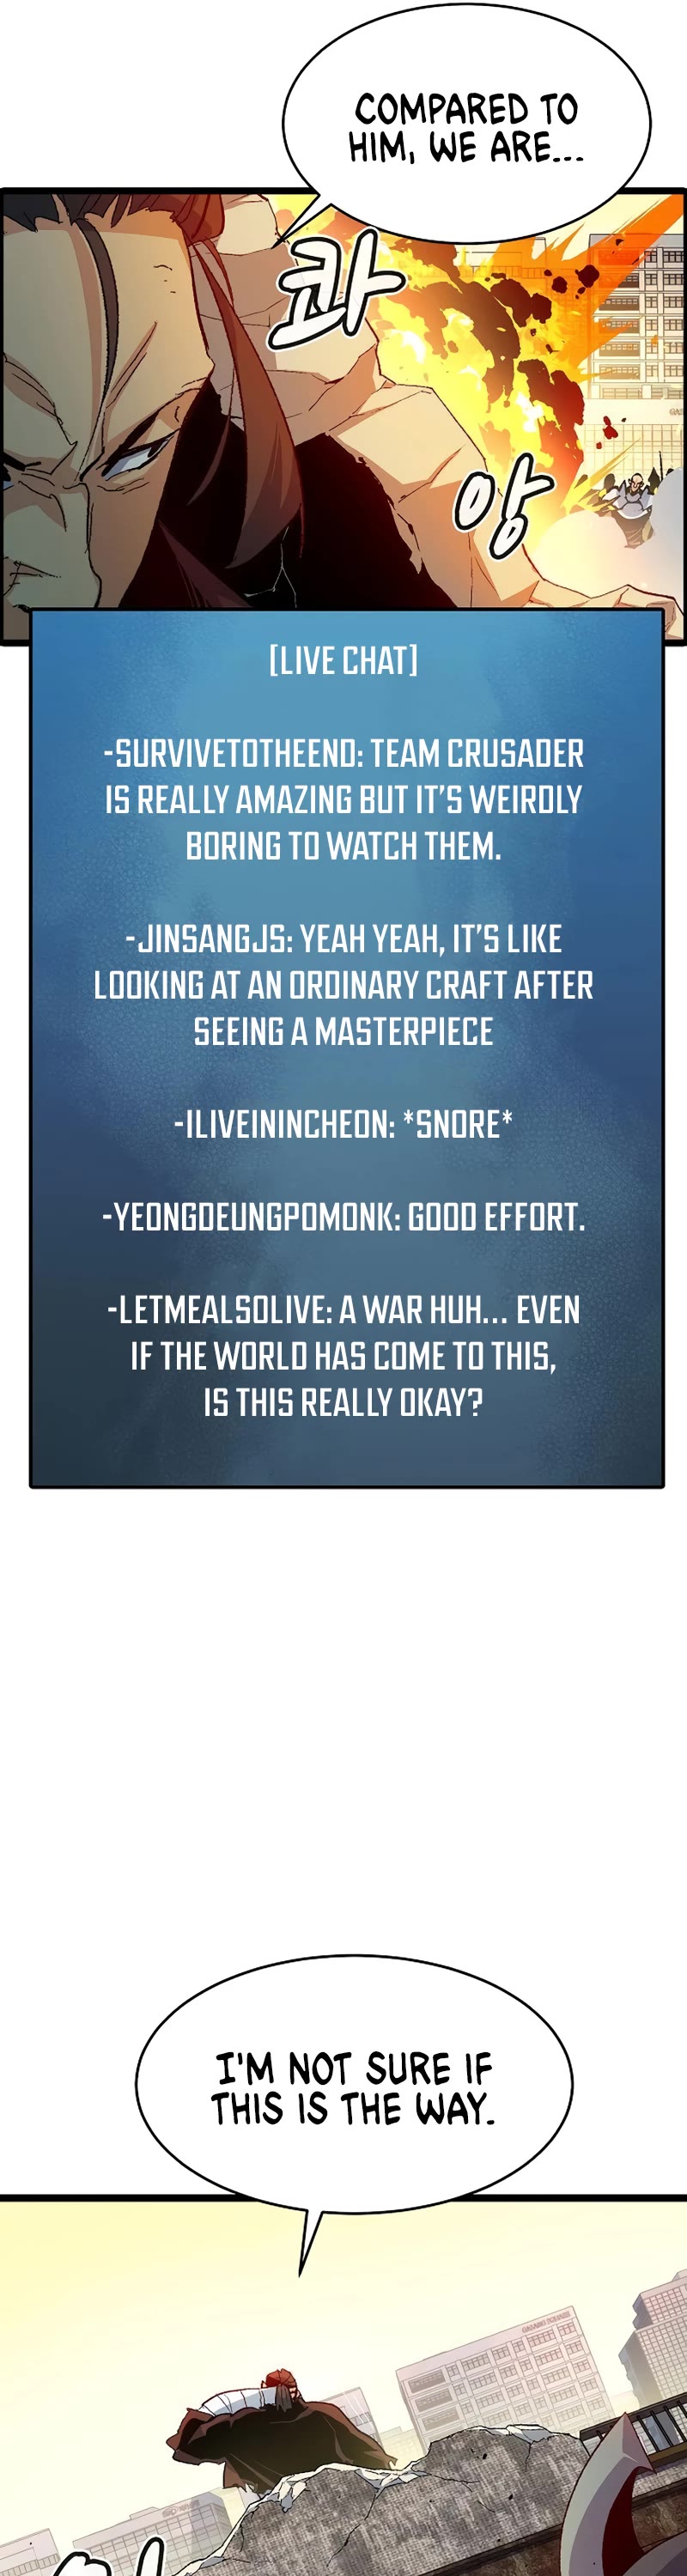 COMPARED TO
HIM, WE ARE...
콰
앙
[LIVE CHAT]
-SURVIVETOTHEEND: TEAM CRUSADER
IS REALLY AMAZING BUT IT'S WEIRDLY
BORING TO WATCH THEM.
-JINSANGJS: YEAH YEAH, IT'S LIKE
LOOKING AT AN ORDINARY CRAFT AFTER
SEEING A MASTERPIECE
-ILIVEININCHEON: *SNORE*
-YEONGDEUNGPOMONK: GOOD EFFORT.
-LETMEALSOLIVE: A WAR HUH... EVEN
IF THE WORLD HAS COME TO THIS,
IS THIS REALLY OKAY?
I'M NOT SURE IF
THIS IS THE WAY.